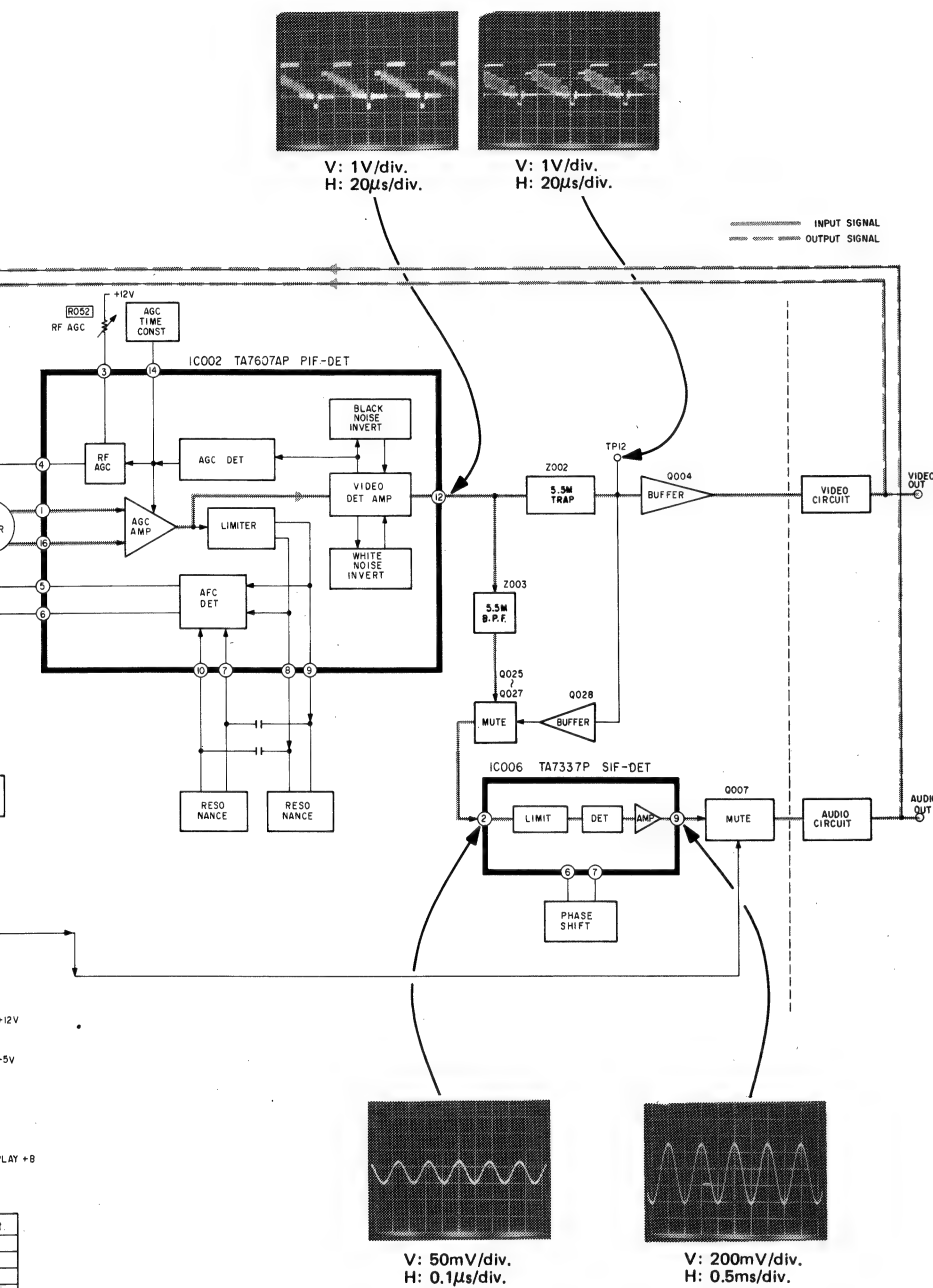 V: 1V/div.
H: 20µs/div.
V: 1V/div.
H: 20µs/div.
INPUT SIGNAL
OUTPUT SIGNAL
+12V
R052
RF AGC
AGC
TIME
CONST
IC002 TA7607AP PIF-DET
3
14
BLACK
NOISE
INVERT
RF
AGC
AGC DET
4
VIDEO
DET AMP
12
Z002
5.5M
TRAP
TP12
Q004
BUFFER
VIDEO
CIRCUIT
VIDEO
OUT
1
R
16
AGC
AMP
LIMITER
WHITE
NOISE
INVERT
5
6
AFC
DET
Z003
5.5M
B.P.F.
10
7
8
9
Q025
~
Q027
MUTE
Q028
BUFFER
RESO
NANCE
RESO
NANCE
IC006 TA7337P SIF-DET
2
LIMIT
DET
AMP
9
Q007
MUTE
AUDIO
CIRCUIT
AUDIO
OUT
6
7
PHASE
SHIFT
+12V
+5V
LAY +B
V: 50mV/div.
H: 0.1µs/div.
V: 200mV/div.
H: 0.5ms/div.